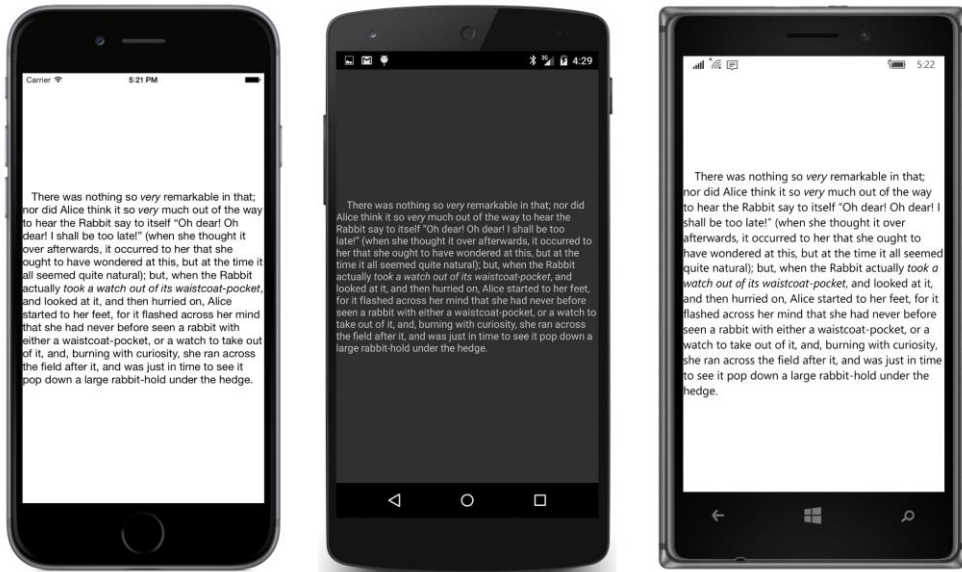 Carrier
5:21 PM
There was nothing so very remarkable in that;
nor did Alice think it so very much out of the way
to hear the Rabbit say to itself “Oh dear! Oh
dear! I shall be too late!” (when she thought it
over afterwards, it occurred to her that she
ought to have wondered at this, but at the time it
all seemed quite natural); but, when the Rabbit
actually took a watch out of its waistcoat-pocket,
and looked at it, and then hurried on, Alice
started to her feet, for it flashed across her mind
that she had never before seen a rabbit with
either a waistcoat-pocket, or a watch to take out
of it, and, burning with curiosity, she ran across
the field after it, and was just in time to see it
pop down a large rabbit-hold under the hedge.
3G
4:29
There was nothing so very remarkable in that; nor did
Alice think it so very much out of the way to hear the
Rabbit say to itself “Oh dear! Oh dear! I shall be too
late!” (when she thought it over afterwards, it occurred to
her that she ought to have wondered at this, but at the
time it all seemed quite natural); but, when the Rabbit
actually took a watch out of its waistcoat-pocket, and
looked at it, and then hurried on, Alice started to her feet,
for it flashed across her mind that she had never before
seen a rabbit with either a waistcoat-pocket, or a watch to
take out of it, and, burning with curiosity, she ran across
the field after it, and was just in time to see it pop down a
large rabbit-hold under the hedge.
5:22
There was nothing so very remarkable in that;
nor did Alice think it so very much out of the way
to hear the Rabbit say to itself “Oh dear! Oh dear! I
shall be too late!” (when she thought it over
afterwards, it occurred to her that she ought to
have wondered at this, but at the time it all seemed
quite natural); but, when the Rabbit actually took a
watch out of its waistcoat-pocket, and looked at it,
and then hurried on, Alice started to her feet, for it
flashed across her mind that she had never before
seen a rabbit with either a waistcoat-pocket, or a
watch to take out of it, and, burning with curiosity,
she ran across the field after it, and was just in time
to see it pop down a large rabbit-hold under the
hedge.